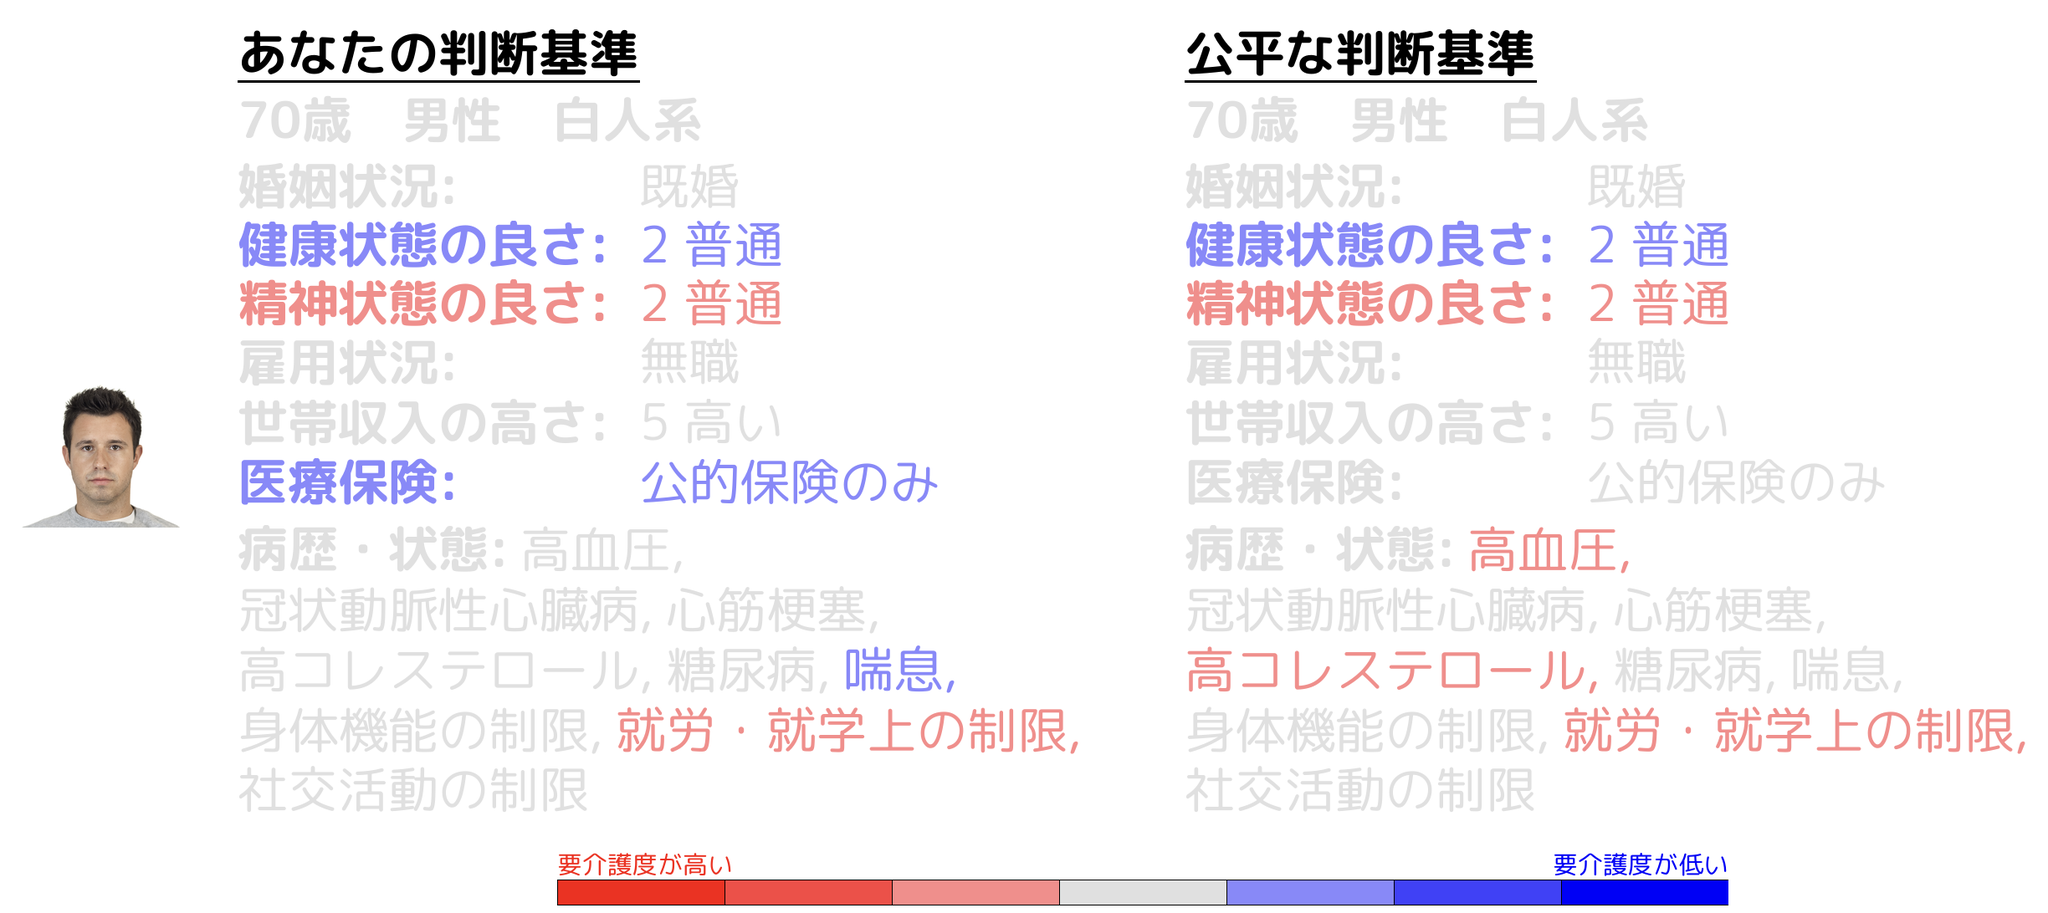 あなたの判断基準
70歳　男性　白人系
婚姻状況: 既婚
健康状態の良さ: 2 普通
精神状態の良さ: 2 普通
雇用状況: 無職
世帯収入の高さ: 5 高い
医療保険: 公的保険のみ
病歴・状態: 高血圧,
冠状動脈性心臓病, 心筋梗塞,
高コレステロール, 糖尿病, 喘息,
身体機能の制限, 就労・就学上の制限,
社交活動の制限
公平な判断基準
70歳　男性　白人系
婚姻状況: 既婚
健康状態の良さ: 2 普通
精神状態の良さ: 2 普通
雇用状況: 無職
世帯収入の高さ: 5 高い
医療保険: 公的保険のみ
病歴・状態: 高血圧,
冠状動脈性心臓病, 心筋梗塞,
高コレステロール, 糖尿病, 喘息,
身体機能の制限, 就労・就学上の制限,
社交活動の制限
要介護度が高い 要介護度が低い